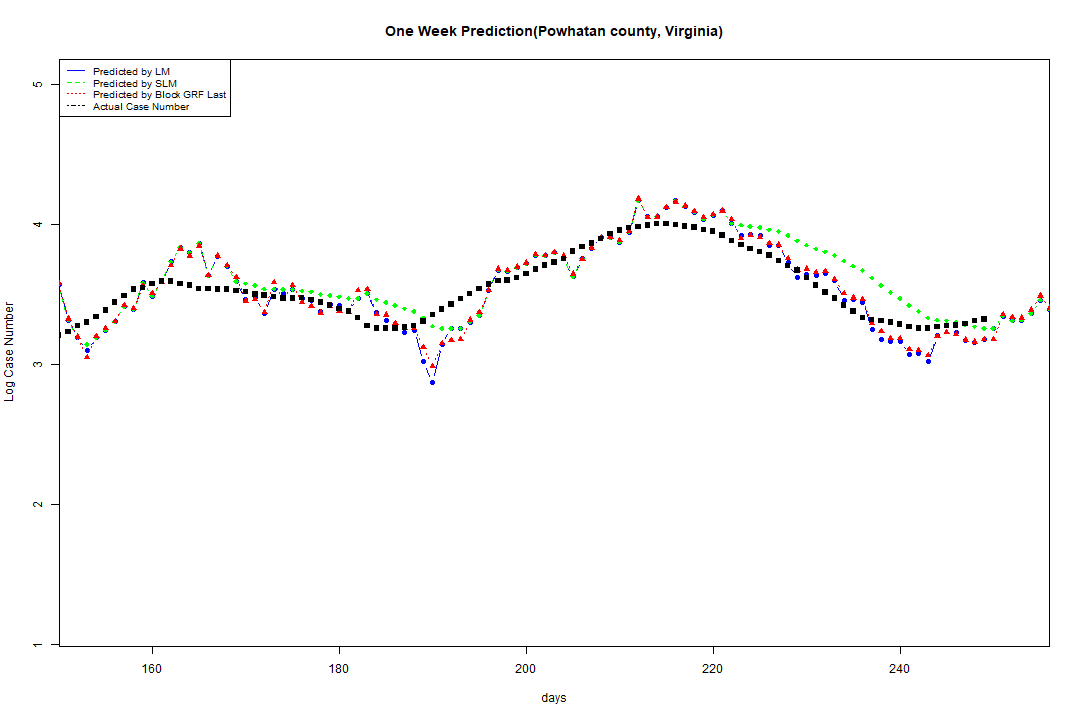 One Week Prediction(Powhatan county, Virginia)
Predicted by LM
Predicted by SLM
Predicted by Block GRF Last
Actual Case Number
5
4
3
2
1
Log Case Number
160 180 200 220 240
days